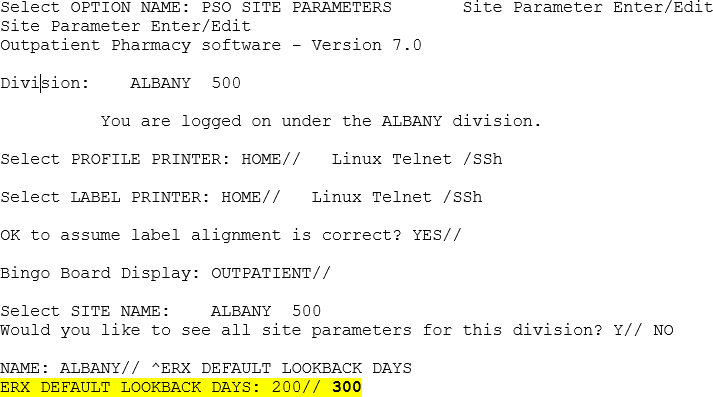 Select OPTION NAME: PSO SITE PARAMETERS       Site Parameter Enter/Edit
Site Parameter Enter/Edit
Outpatient Pharmacy software - Version 7.0
Division:    ALBANY  500
You are logged on under the ALBANY division.
Select PROFILE PRINTER: HOME//   Linux Telnet /SSh
Select LABEL PRINTER: HOME//   Linux Telnet /SSh
OK to assume label alignment is correct? YES//
Bingo Board Display: OUTPATIENT//
Select SITE NAME:    ALBANY  500
Would you like to see all site parameters for this division? Y// NO
NAME: ALBANY// ^ERX DEFAULT LOOKBACK DAYS
ERX DEFAULT LOOKBACK DAYS: 200// 300